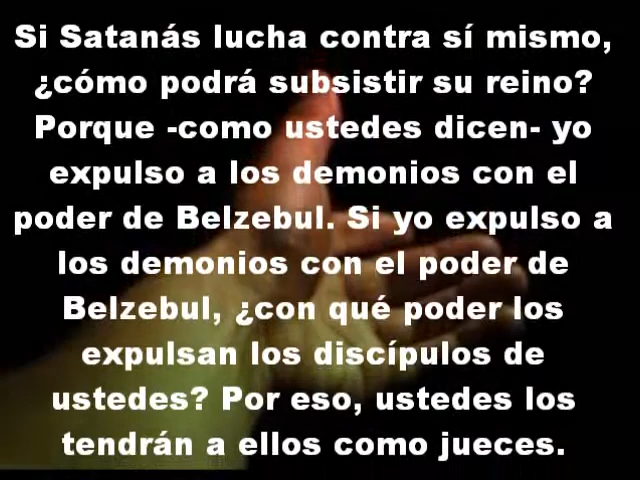 Si Satanás lucha contra sí mismo,
¿cómo podrá subsistir su reino?
Porque -como ustedes dicen- yo
expulso a los demonios con el
poder de Belzebul. Si yo expulso a
los demonios con el poder de
Belzebul, ¿con qué poder los
expulsan los discípulos de
ustedes? Por eso, ustedes los
tendrán a ellos como jueces.